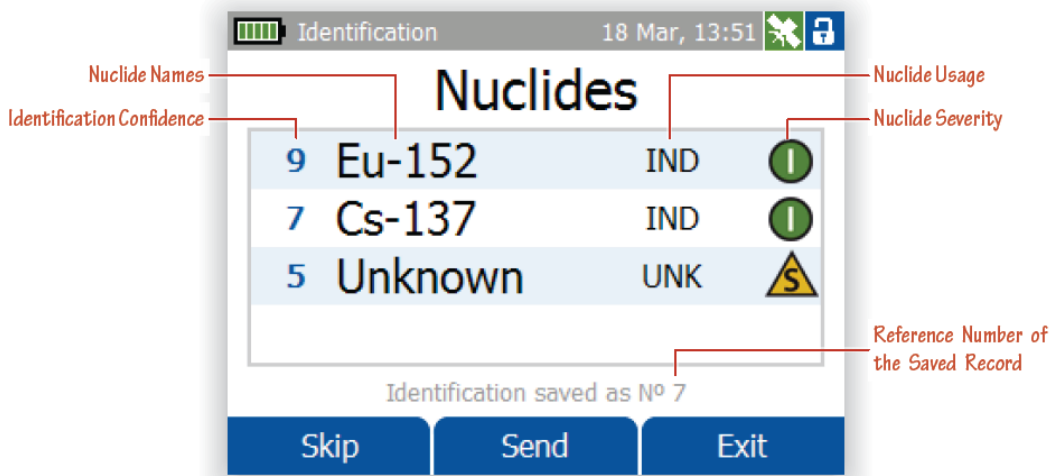 Identification 18 Mar, 13:51
Nuclide Names
Nuclide Usage
Nuclides
Identification Confidence
Nuclide Severity
9 Eu-152 IND I
7 Cs-137 IND I
5 Unknown UNK S
Reference Number of
the Saved Record
Identification saved as Nº 7
Skip Send Exit